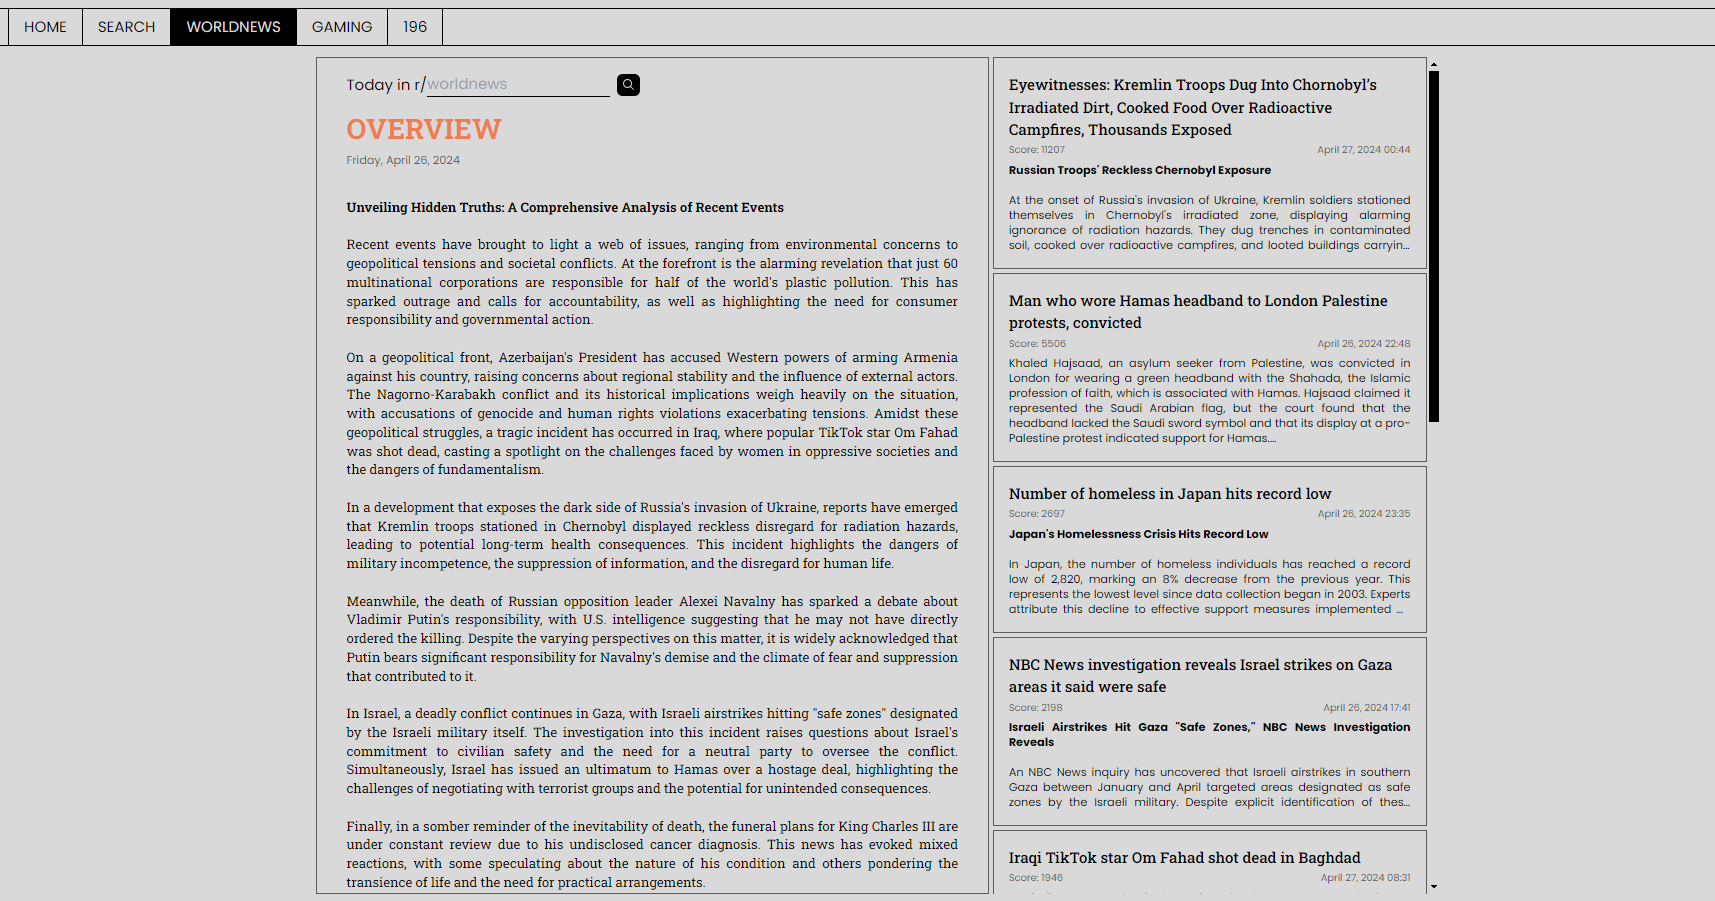 HOME SEARCH WORLDNEWS GAMING 196
Today in r/worldnews
OVERVIEW
Friday, April 26, 2024
Unveiling Hidden Truths: A Comprehensive Analysis of Recent Events
Recent events have brought to light a web of issues, ranging from environmental concerns to
geopolitical tensions and societal conflicts. At the forefront is the alarming revelation that just 60
multinational corporations are responsible for half of the world's plastic pollution. This has
sparked outrage and calls for accountability, as well as highlighting the need for consumer
responsibility and governmental action.
On a geopolitical front, Azerbaijan's President has accused Western powers of arming Armenia
against his country, raising concerns about regional stability and the influence of external actors.
The Nagorno-Karabakh conflict and its historical implications weigh heavily on the situation,
with accusations of genocide and human rights violations exacerbating tensions. Amidst these
geopolitical struggles, a tragic incident has occurred in Iraq, where popular TikTok star Om Fahad
was shot dead, casting a spotlight on the challenges faced by women in oppressive societies and
the dangers of fundamentalism.
In a development that exposes the dark side of Russia's invasion of Ukraine, reports have emerged
that Kremlin troops stationed in Chernobyl displayed reckless disregard for radiation hazards,
leading to potential long-term health consequences. This incident highlights the dangers of
military incompetence, the suppression of information, and the disregard for human life.
Meanwhile, the death of Russian opposition leader Alexei Navalny has sparked a debate about
Vladimir Putin's responsibility, with U.S. intelligence suggesting that he may not have directly
ordered the killing. Despite the varying perspectives on this matter, it is widely acknowledged that
Putin bears significant responsibility for Navalny's demise and the climate of fear and suppression
that contributed to it.
In Israel, a deadly conflict continues in Gaza, with Israeli airstrikes hitting "safe zones" designated
by the Israeli military itself. The investigation into this incident raises questions about Israel's
commitment to civilian safety and the need for a neutral party to oversee the conflict.
Simultaneously, Israel has issued an ultimatum to Hamas over a hostage deal, highlighting the
challenges of negotiating with terrorist groups and the potential for unintended consequences.
Finally, in a somber reminder of the inevitability of death, the funeral plans for King Charles III are
under constant review due to his undisclosed cancer diagnosis. This news has evoked mixed
reactions, with some speculating about the nature of his condition and others pondering the
transience of life and the need for practical arrangements.
Eyewitnesses: Kremlin Troops Dug Into Chornobyl's
Irradiated Dirt, Cooked Food Over Radioactive
Campfires, Thousands Exposed
Score: 11207 April 27, 2024 00:44
Russian Troops' Reckless Chernobyl Exposure
At the onset of Russia's invasion of Ukraine, Kremlin soldiers stationed
themselves in Chernobyl's irradiated zone, displaying alarming
ignorance of radiation hazards. They dug trenches in contaminated
soil, cooked over radioactive campfires, and looted buildings carryin...
Man who wore Hamas headband to London Palestine
protests, convicted
Score: 5506 April 26, 2024 22:48
Khaled Hajsaad, an asylum seeker from Palestine, was convicted in
London for wearing a green headband with the Shahada, the Islamic
profession of faith, which is associated with Hamas. Hajsaad claimed it
represented the Saudi Arabian flag, but the court found that the
headband lacked the Saudi sword symbol and that its display at a pro-
Palestine protest indicated support for Hamas....
Number of homeless in Japan hits record low
Score: 2697 April 26, 2024 23:35
Japan's Homelessness Crisis Hits Record Low
In Japan, the number of homeless individuals has reached a record
low of 2,820, marking an 8% decrease from the previous year. This
represents the lowest level since data collection began in 2003. Experts
attribute this decline to effective support measures implemented ...
NBC News investigation reveals Israel strikes on Gaza
areas it said were safe
Score: 2198 April 26, 2024 17:41
Israeli Airstrikes Hit Gaza "Safe Zones," NBC News Investigation
Reveals
An NBC News inquiry has uncovered that Israeli airstrikes in southern
Gaza between January and April targeted areas designated as safe
zones by the Israeli military. Despite explicit identification of thes...
Iraqi TikTok star Om Fahad shot dead in Baghdad
Score: 1946 April 27, 2024 08:31